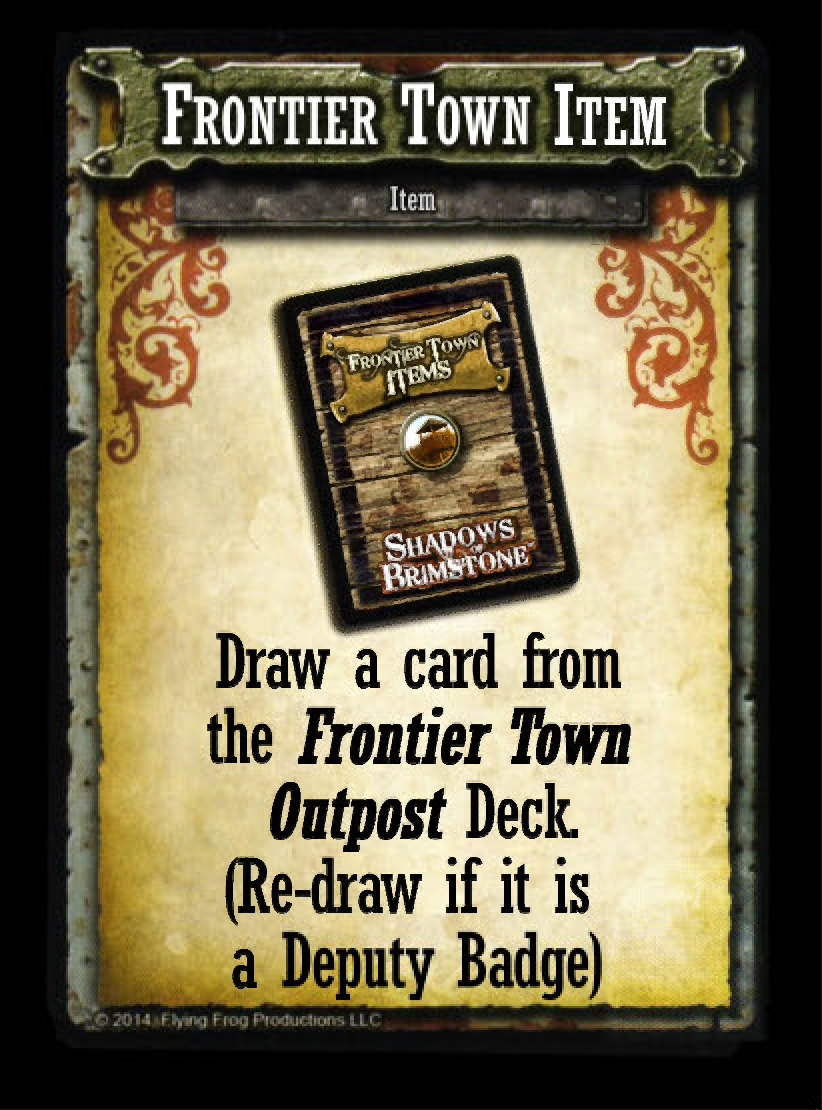 Frontier Town Item
Item
Frontier Town
Items
Shadows
of
Brimstone
Draw a card from
the Frontier Town
Outpost Deck.
(Re-draw if it is
a Deputy Badge)
© 2014 Flying Frog Productions LLC